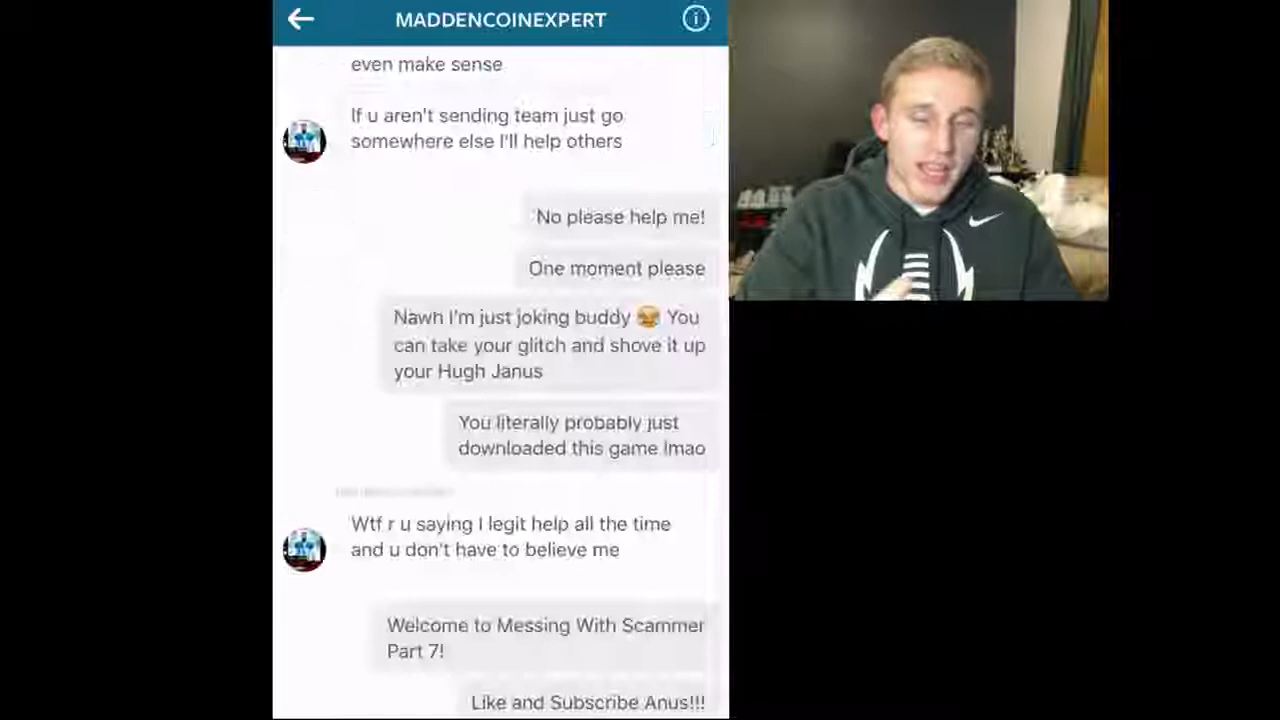 MADDENCOINEXPERT
even make sense
If u aren't sending team just go
somewhere else I'll help others
No please help me!
One moment please
Nawh I'm just joking buddy 😹 You
can take your glitch and shove it up
your Hugh Janus
You literally probably just
downloaded this game lmao
Wtf r u saying I legit help all the time
and u don't have to believe me
Welcome to Messing With Scammer
Part 7!
Like and Subscribe Anus!!!